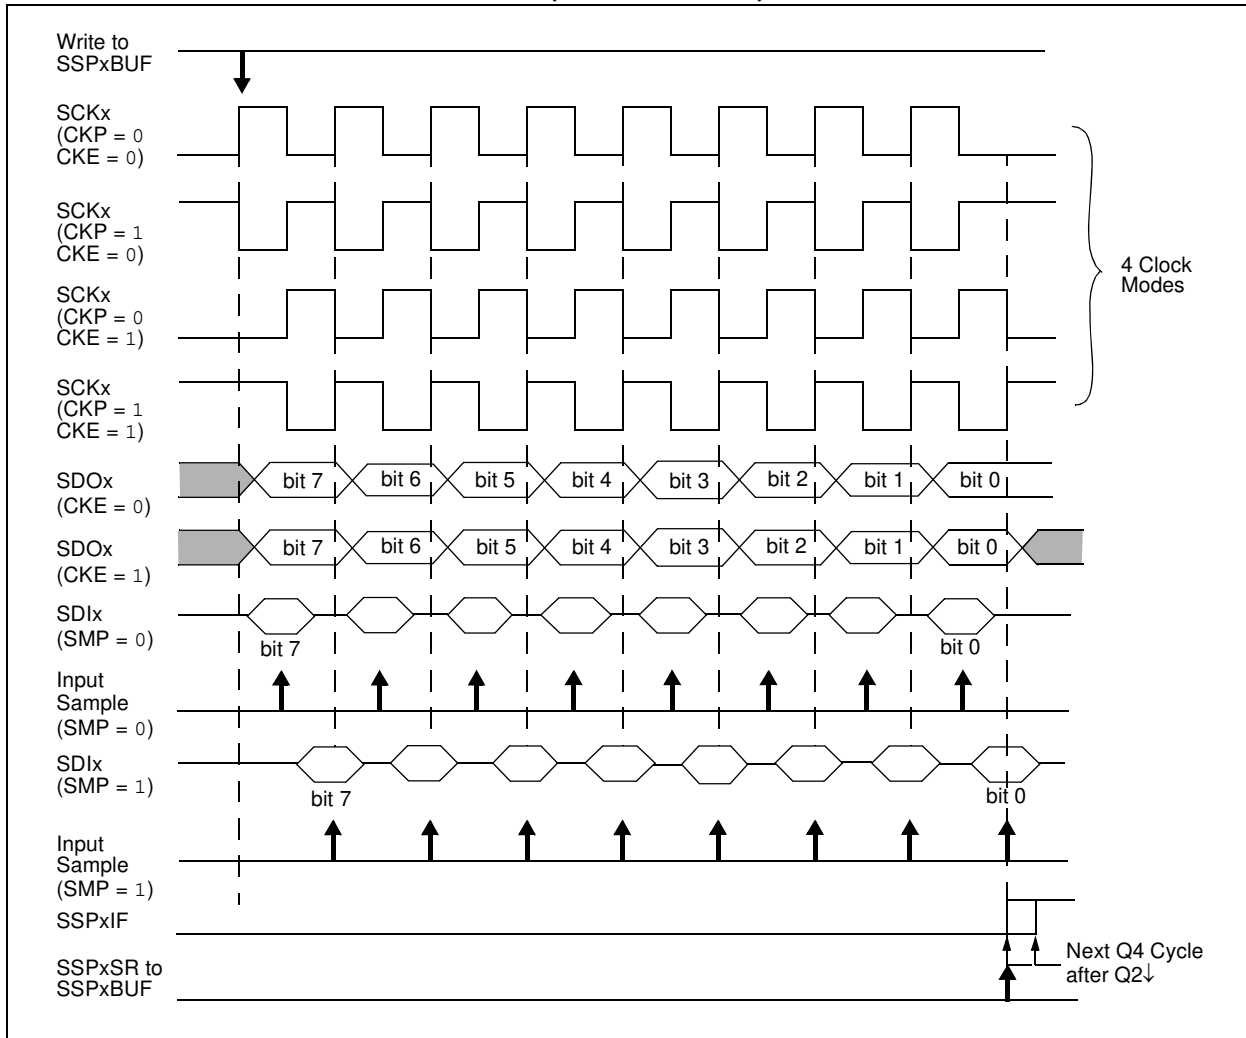 Write to
SSPxBUF
SCKx
(CKP = 0
CKE = 0)
SCKx
(CKP = 1
CKE = 0)
4 Clock
Modes
SCKx
(CKP = 0
CKE = 1)
SCKx
(CKP = 1
CKE = 1)
SDOx
(CKE = 0)
bit 7
bit 6
bit 5
bit 4
bit 3
bit 2
bit 1
bit 0
SDOx
(CKE = 1)
bit 7
bit 6
bit 5
bit 4
bit 3
bit 2
bit 1
bit 0
SDIx
(SMP = 0)
bit 7
bit 0
Input
Sample
(SMP = 0)
SDIx
(SMP = 1)
bit 7
bit 0
Input
Sample
(SMP = 1)
SSPxIF
SSPxSR to
SSPxBUF
Next Q4 Cycle
after Q2↓